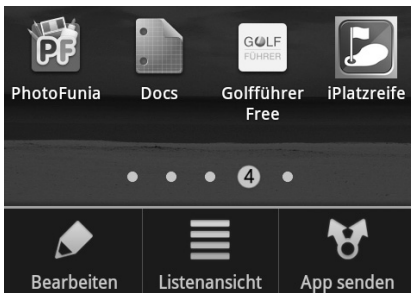 PF
GOLF
FÜHRER
PhotoFunia Docs Golfführer iPlatzreife
Free
4
Bearbeiten Listenansicht App senden